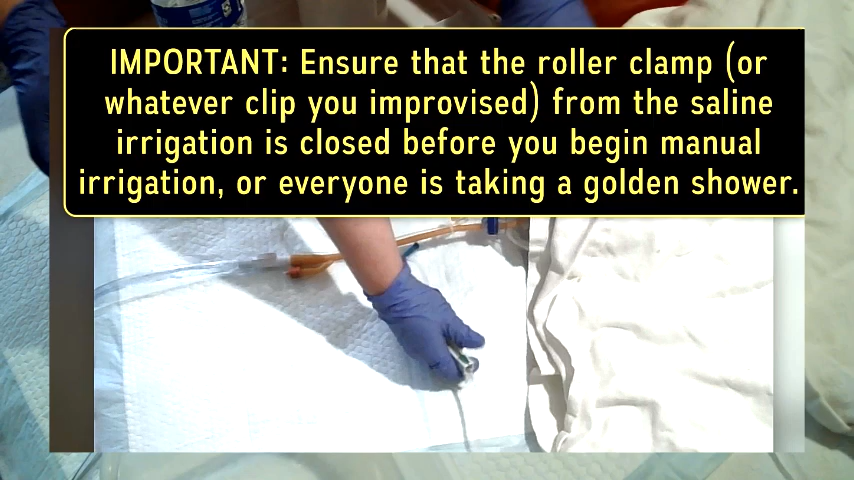 IMPORTANT: Ensure that the roller clamp (or
whatever clip you improvised) from the saline
irrigation is closed before you begin manual
irrigation, or everyone is taking a golden shower.